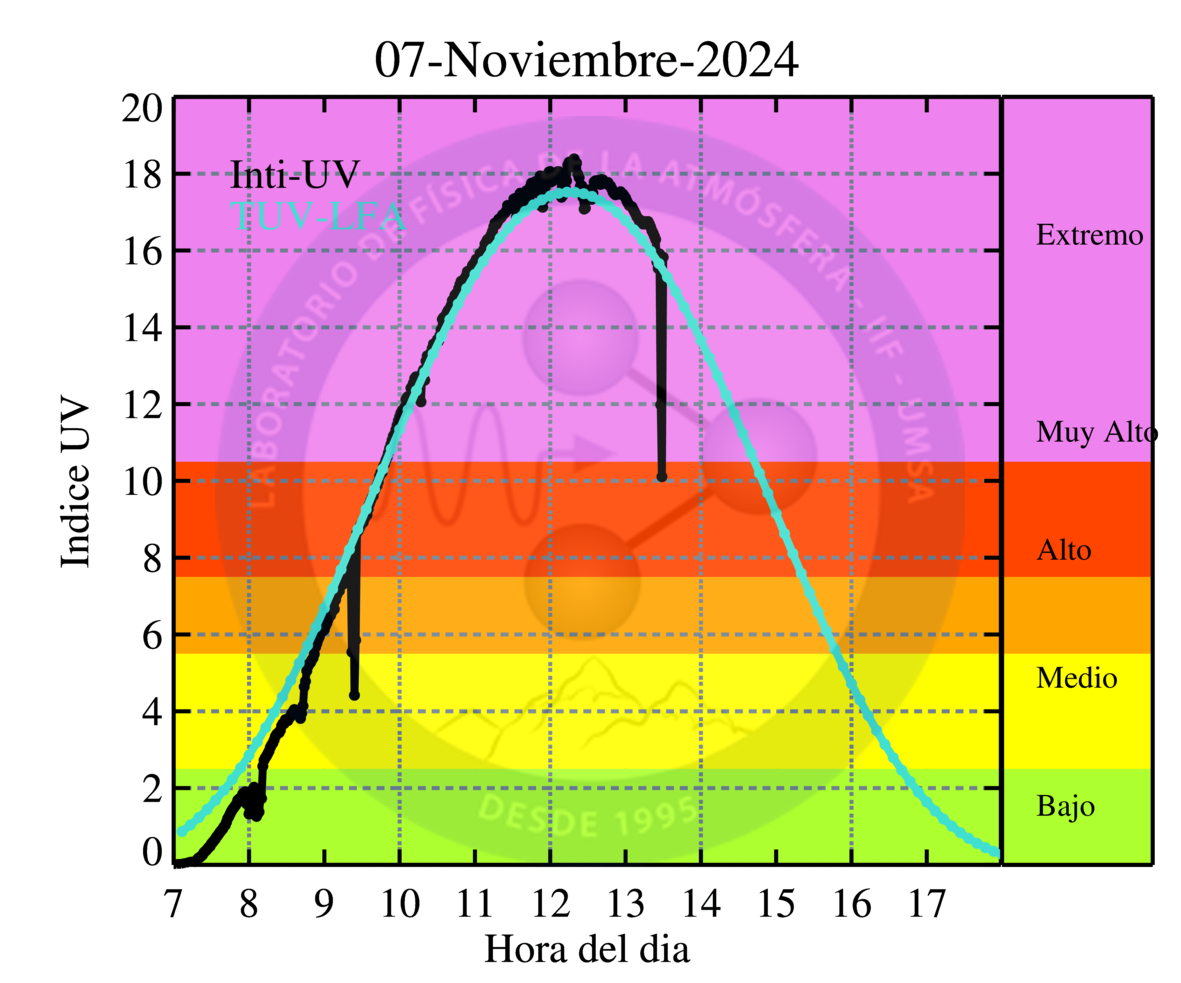 07-Noviembre-2024
Inti-UV
TUV-LFA
LABORATORIO DE FÍSICA DE LA ATMÓSFERA - IIF - UMSA
DESDE 1995
Indice UV
20
18
16
14
12
10
8
6
4
2
0
Extremo
Muy Alto
Alto
Medio
Bajo
7 8 9 10 11 12 13 14 15 16 17
Hora del dia